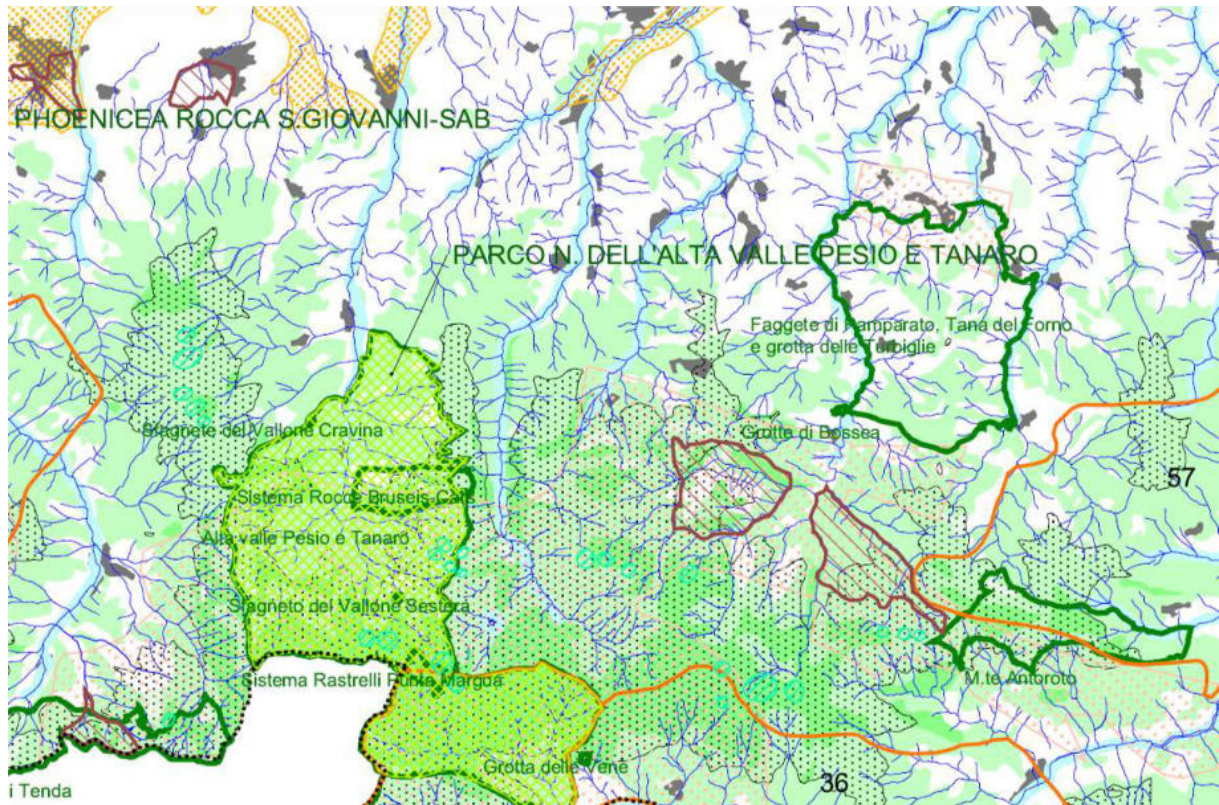 PHOENICEA ROCCA S.GIOVANNI-SAB
PARCO N. DELL'ALTA VALLE PESIO E TANARO
Faggete di Pamparato, Tana del Forno
e grotta delle Turbiglie
Stagnete del Vallone Cravina
Grotte di Bossea
57
Sistema Rocce Bruseis-Cars
Alta valle Pesio e Tanaro
Stagneto del Vallone Sestera
Sistema Rastrelli Punta Margua
M.te Antoroto
Grotta delle Vene
36
i Tenda